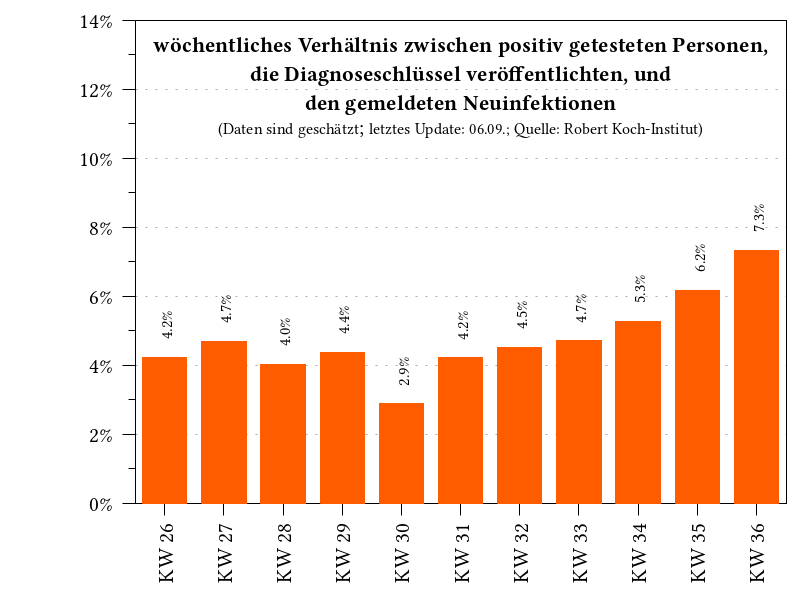 wöchentliches Verhältnis zwischen positiv getesteten Personen,
die Diagnoseschlüssel veröffentlichten, und
den gemeldeten Neuinfektionen
(Daten sind geschätzt; letztes Update: 06.09.; Quelle: Robert Koch-Institut)
14%
12%
10%
8%
6%
4%
2%
0%
4.2%
4.7%
4.0%
4.4%
2.9%
4.2%
4.5%
4.7%
5.3%
6.2%
7.3%
KW 26
KW 27
KW 28
KW 29
KW 30
KW 31
KW 32
KW 33
KW 34
KW 35
KW 36